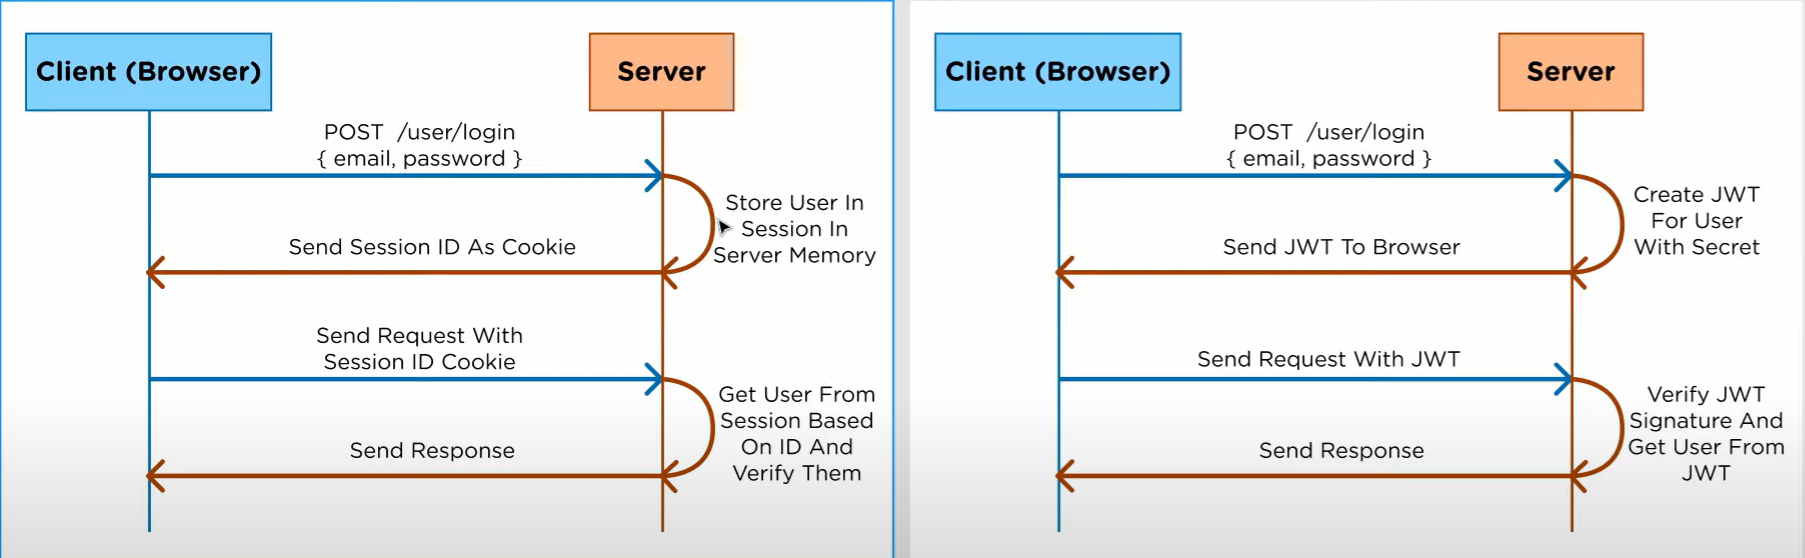 Client (Browser)
Server
POST /user/login
{ email, password }
Store User In
Session In
Server Memory
Send Session ID As Cookie
Send Request With
Session ID Cookie
Get User From
Session Based
On ID And
Verify Them
Send Response
Client (Browser)
Server
POST /user/login
{ email, password }
Create JWT
For User
With Secret
Send JWT To Browser
Send Request With JWT
Verify JWT
Signature And
Get User From
JWT
Send Response